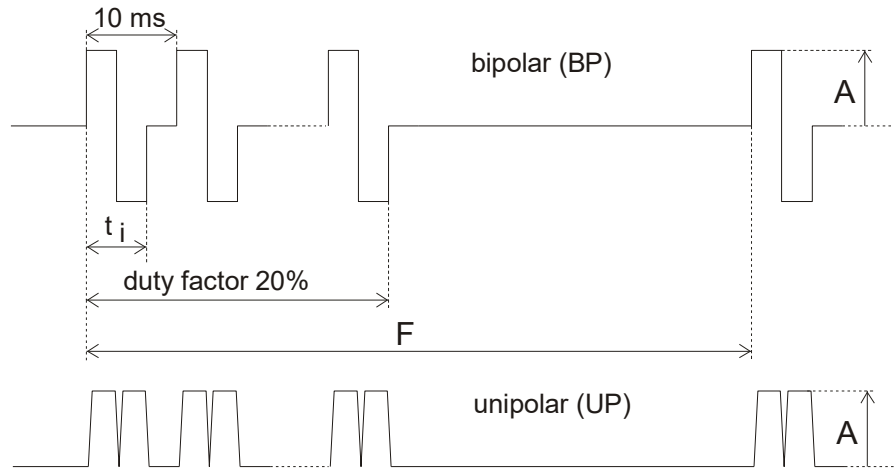 10 ms
bipolar (BP)
A
t i
duty factor 20%
F
unipolar (UP)
A